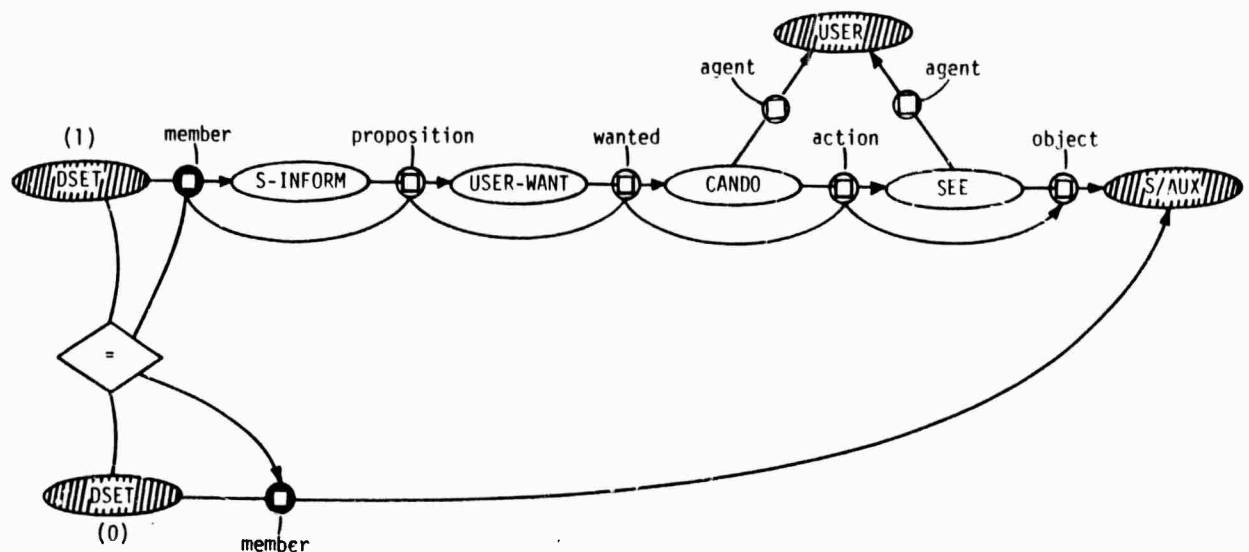 USER
agent
agent
(1)
member
proposition
wanted
action
object
DSET
S-INFORM
USER-WANT
CANDO
SEE
S/AUX
=
DSET
(0)
member